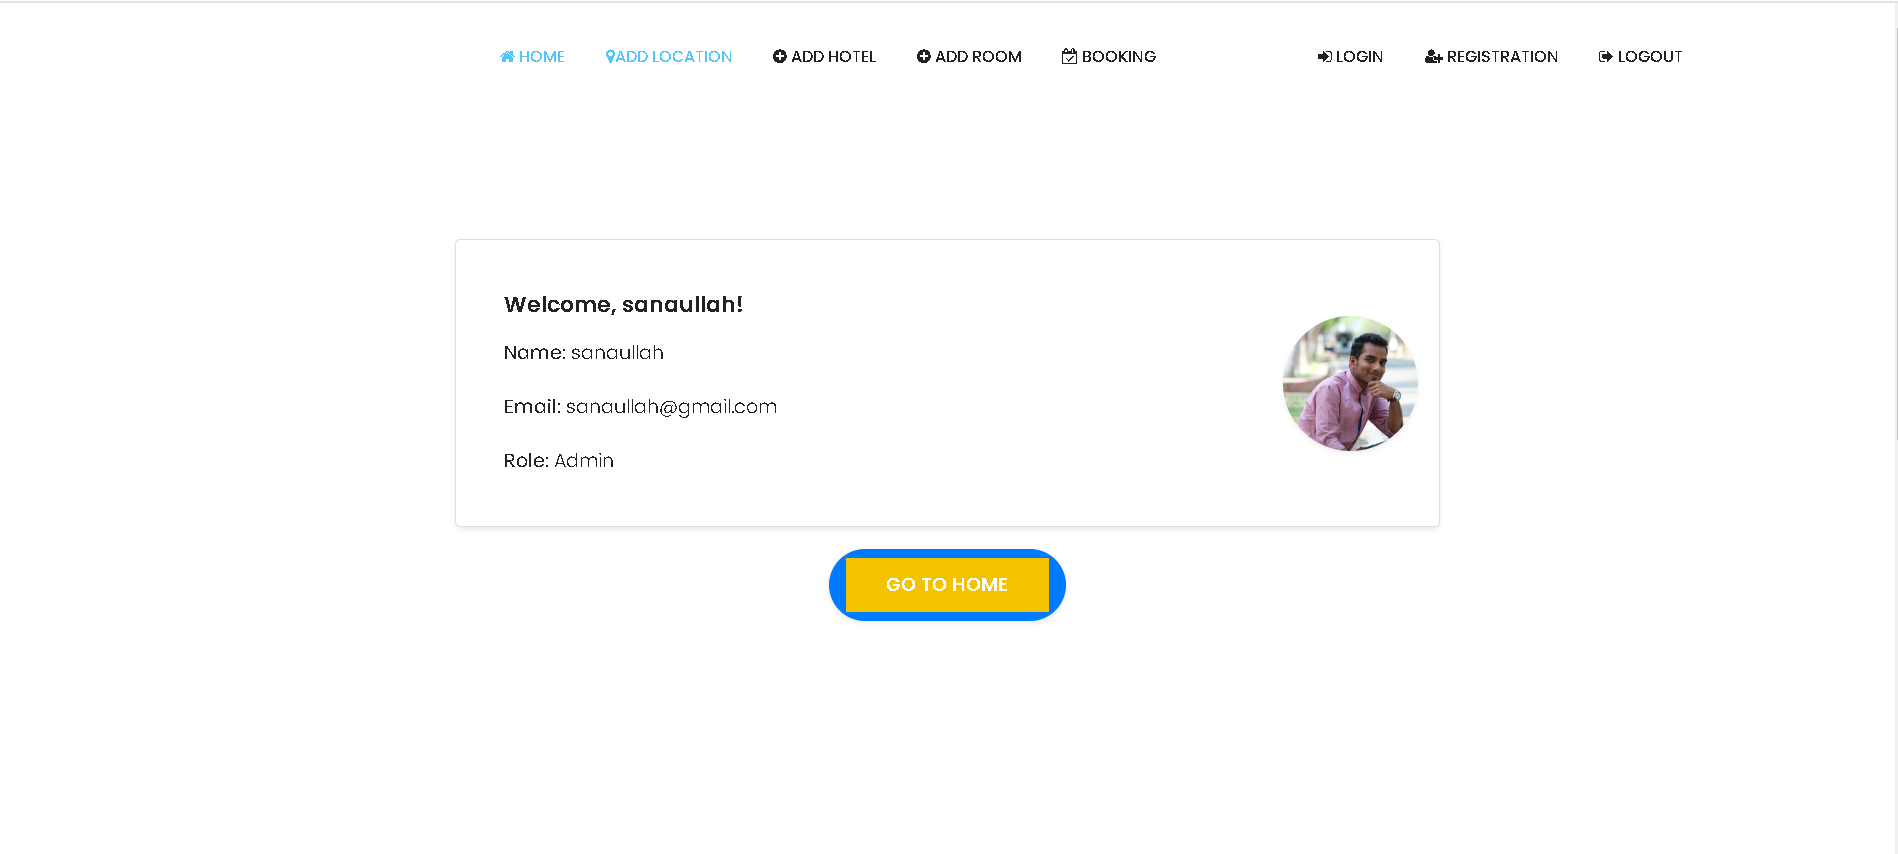 HOME ADD LOCATION ADD HOTEL ADD ROOM BOOKING LOGIN REGISTRATION LOGOUT
Welcome, sanaullah!
Name: sanaullah
Email: sanaullah@gmail.com
Role: Admin
GO TO HOME